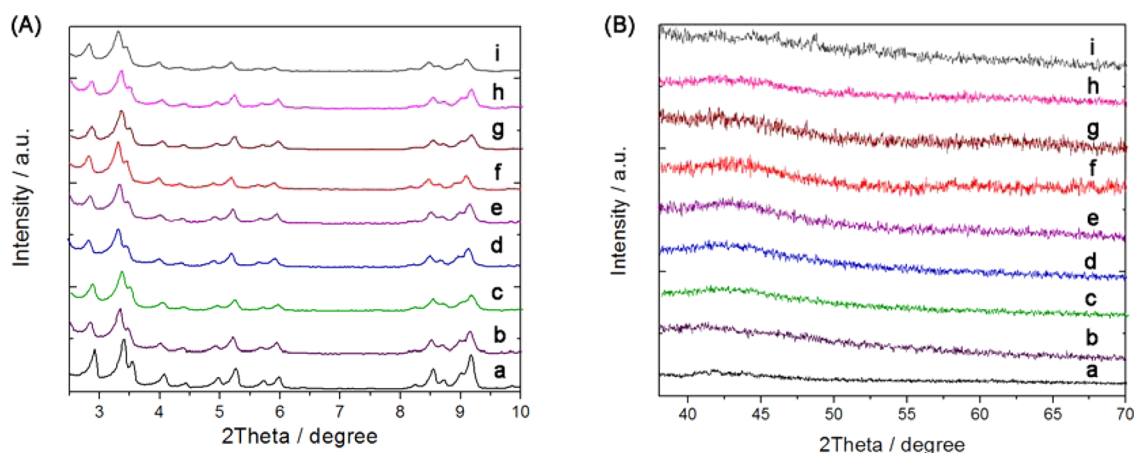 (A)
Intensity / a.u.
i
h
g
f
e
d
c
b
a
3 4 5 6 7 8 9 10
2Theta / degree
(B)
Intensity / a.u.
i
h
g
f
e
d
c
b
a
40 45 50 55 60 65 70
2Theta / degree